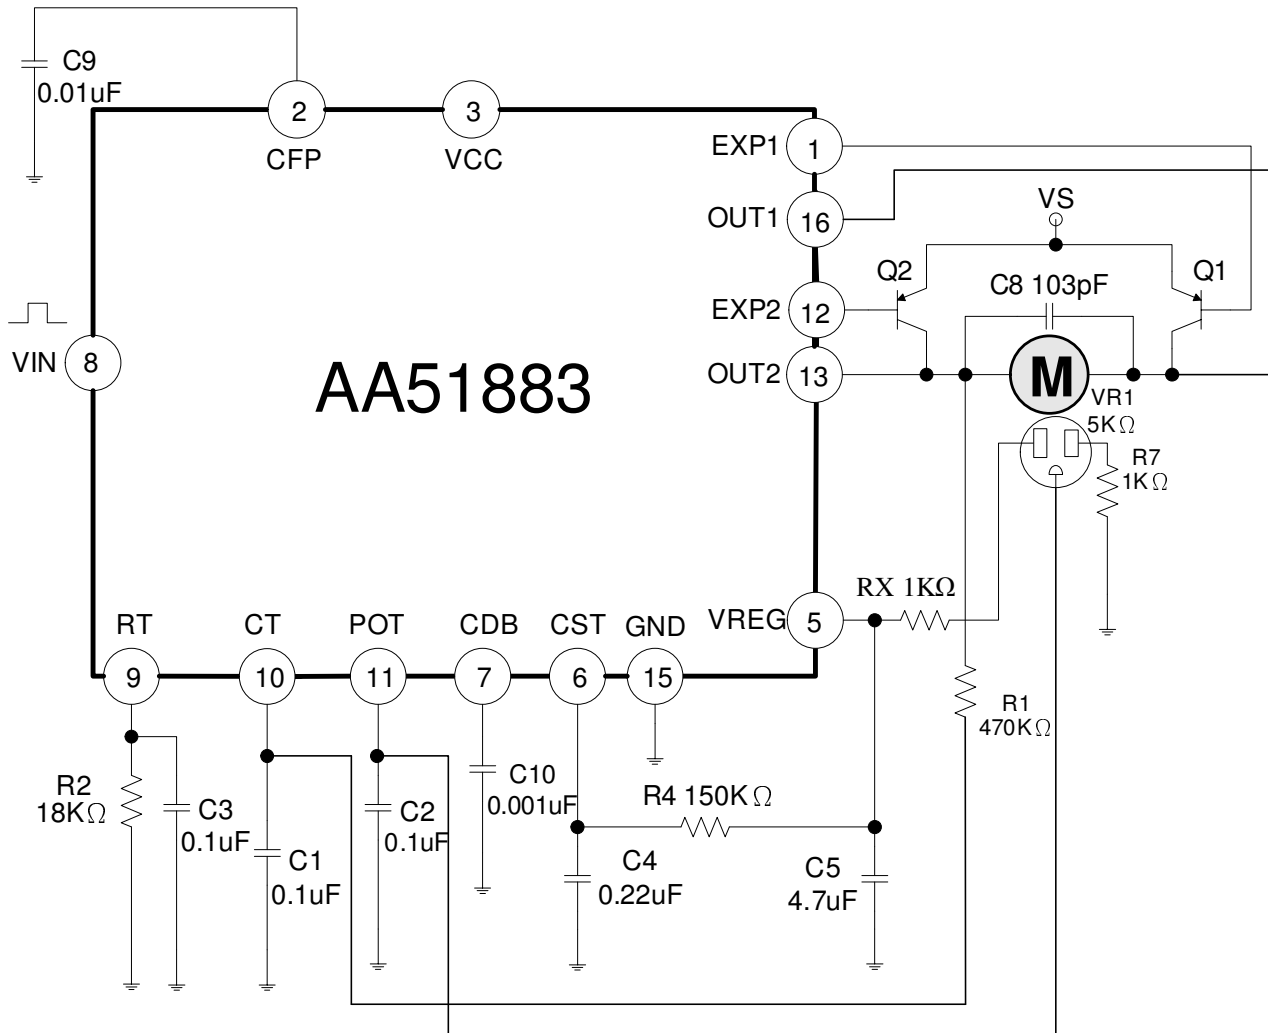 C9
0.01uF
2
3
CFP
VCC
EXP1
1
OUT1
16
VS
Q2
Q1
C8 103pF
EXP2
12
VIN
8
AA51883
OUT2
13
M
VR1
5KΩ
R7
1KΩ
RX 1KΩ
RT
CT
POT
CDB
CST
GND
VREG
5
9
10
11
7
6
15
R1
470KΩ
R2
18KΩ
C3
0.1uF
C1
0.1uF
C2
0.1uF
C10
0.001uF
R4 150KΩ
C4
0.22uF
C5
4.7uF